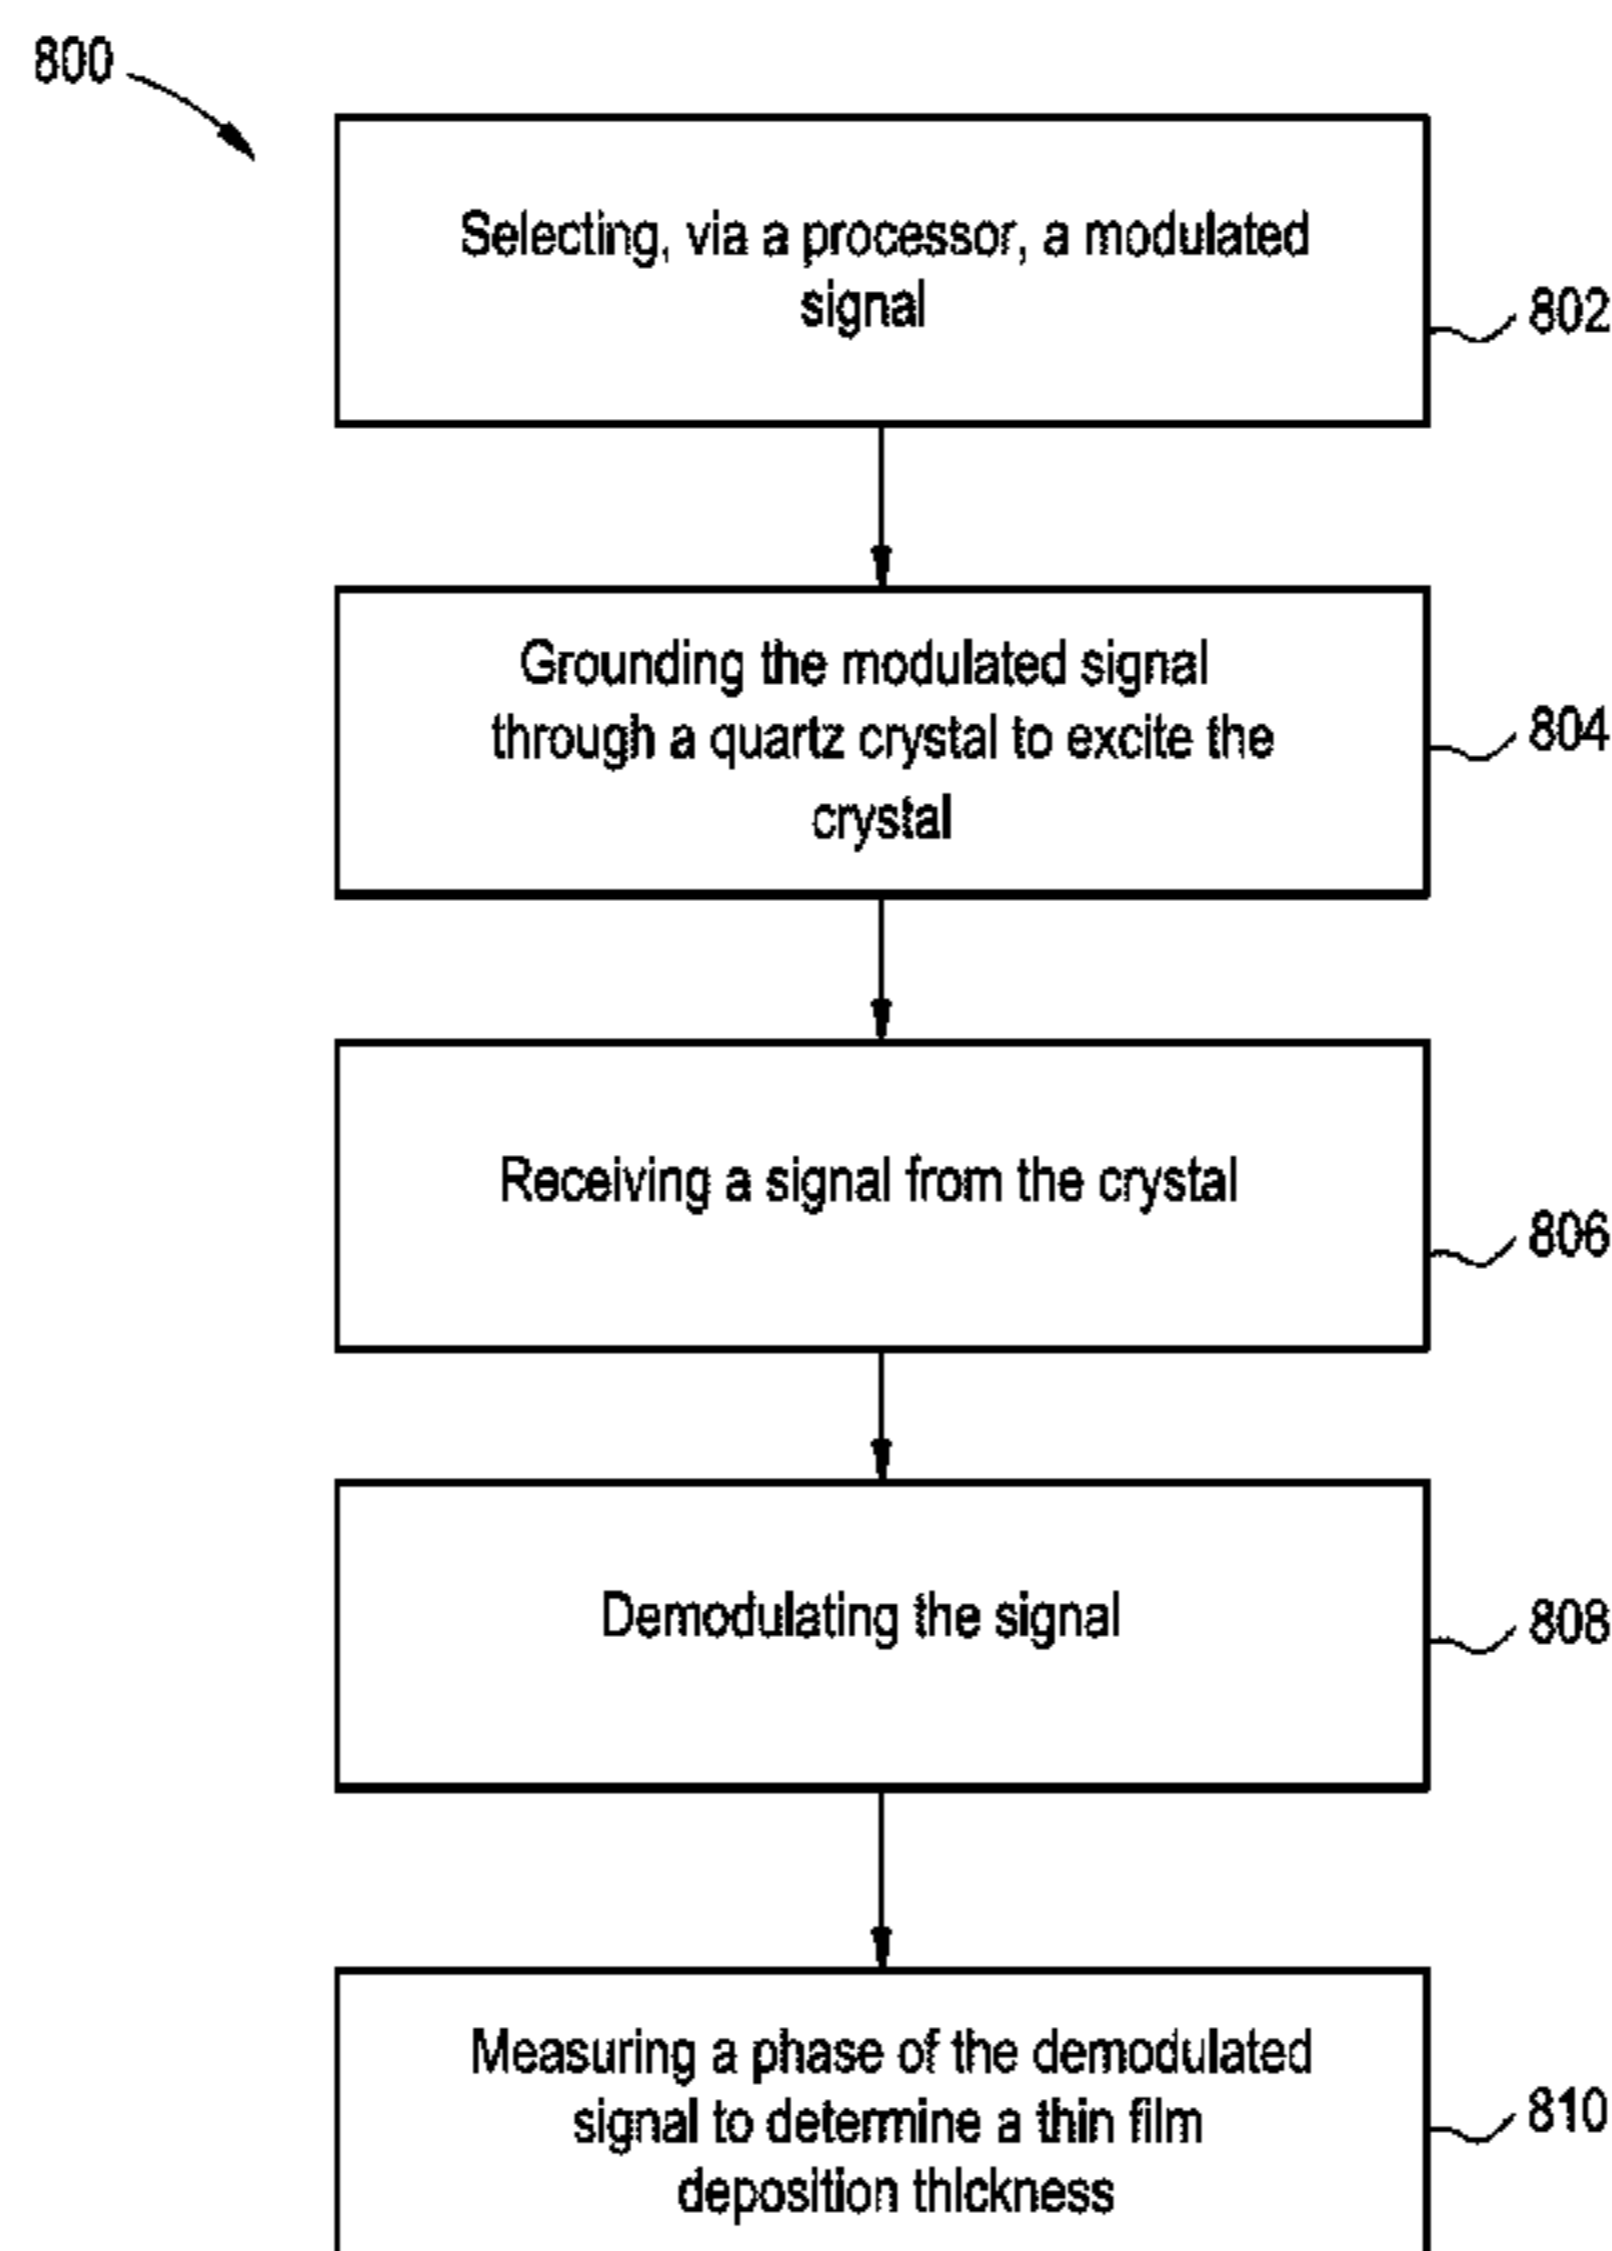 800
Selecting, via a processor, a modulated
signal
802
Grounding the modulated signal
through a quartz crystal to excite the
crystal
804
Receiving a signal from the crystal
806
Demodulating the signal
808
Measuring a phase of the demodulated
signal to determine a thin film
deposition thickness
810